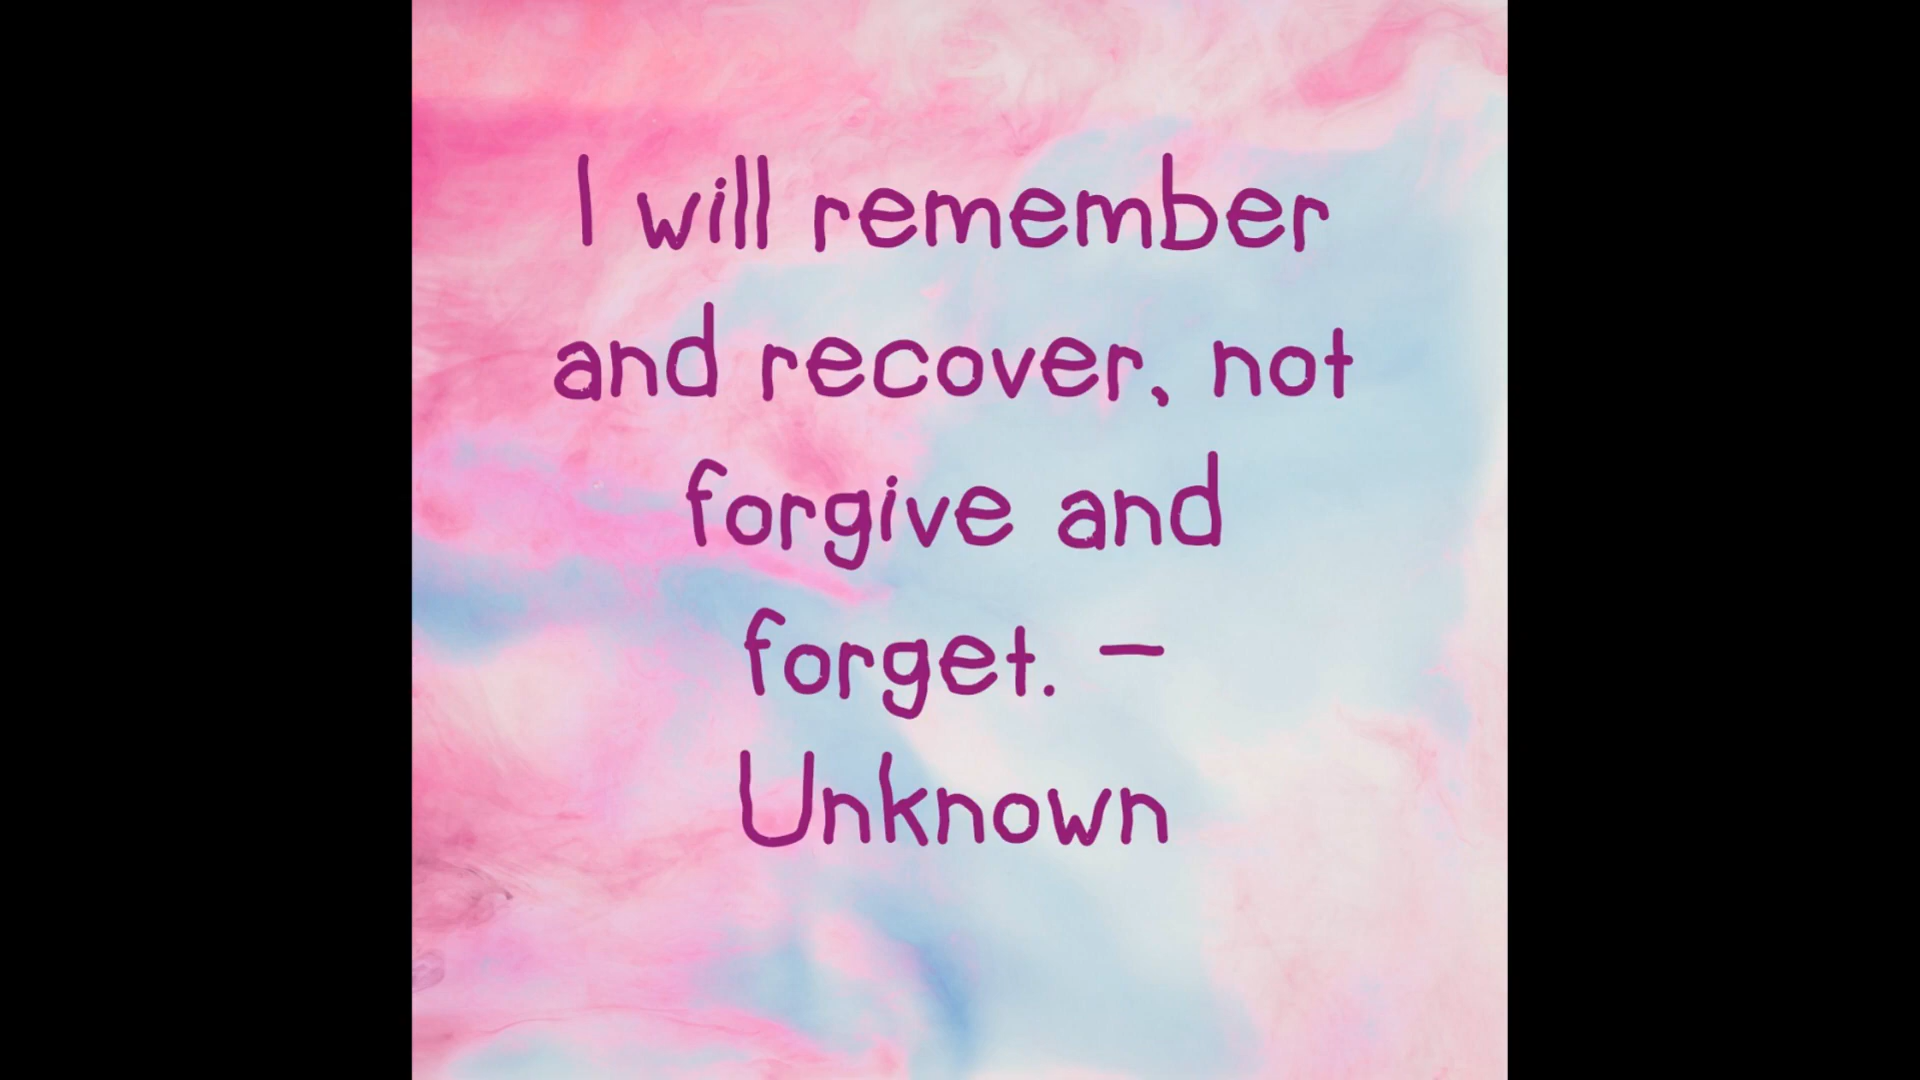 I will remember
and recover, not
forgive and
forget. –
Unknown